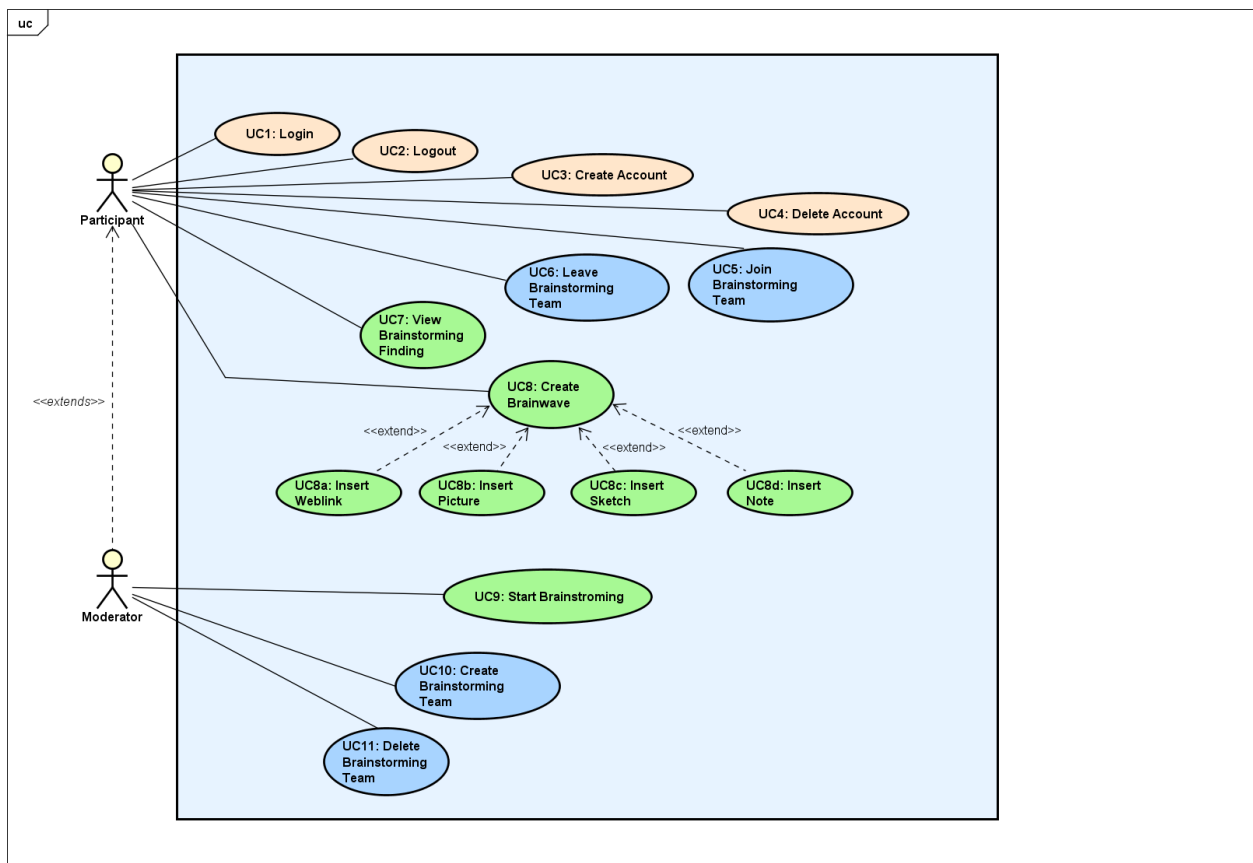 uc
UC1: Login
UC2: Logout
UC3: Create Account
Participant
UC4: Delete Account
UC6: Leave
Brainstorming
Team
UC5: Join
Brainstorming
Team
UC7: View
Brainstorming
Finding
UC8: Create
Brainwave
<<extends>>
<<extend>>
<<extend>>
<<extend>>
<<extend>>
UC8a: Insert
Weblink
UC8b: Insert
Picture
UC8c: Insert
Sketch
UC8d: Insert
Note
Moderator
UC9: Start Brainstroming
UC10: Create
Brainstorming
Team
UC11: Delete
Brainstorming
Team